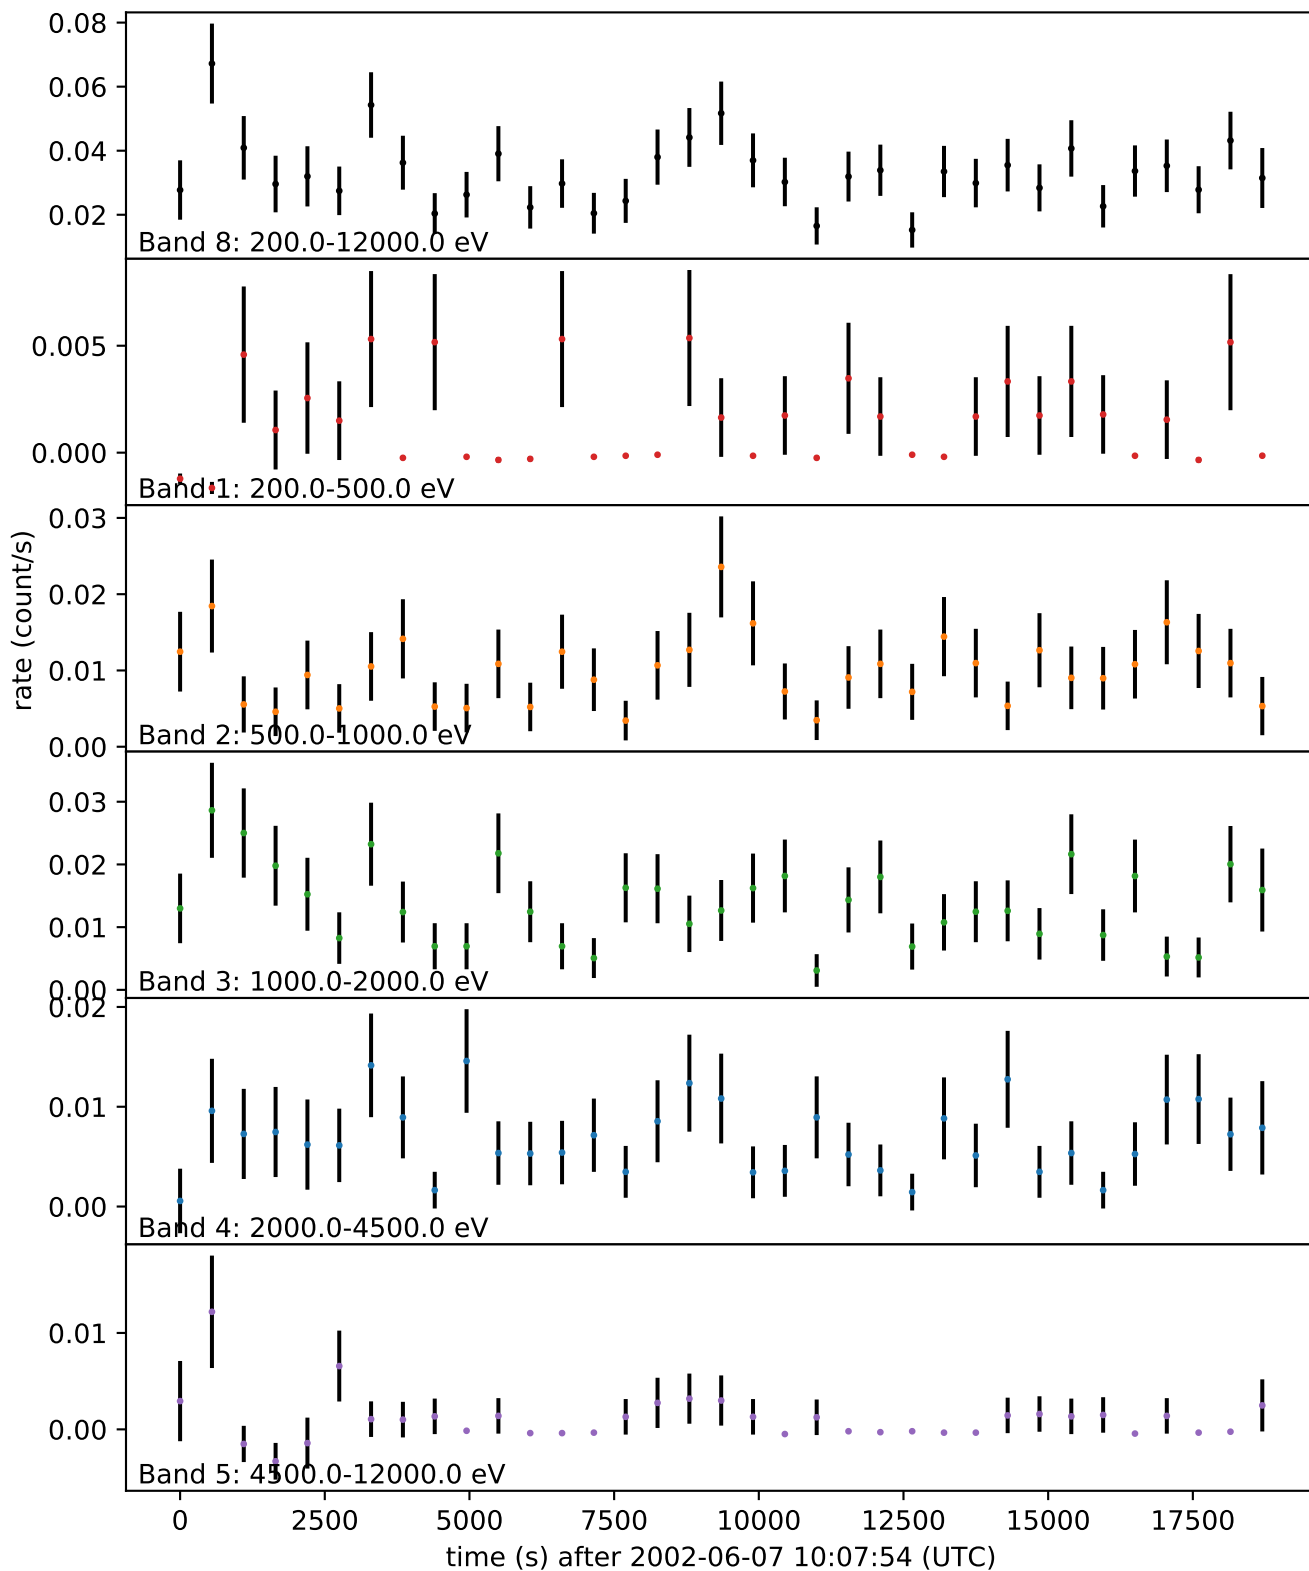 0.08
0.06
0.04
0.02
Band 8: 200.0-12000.0 eV
0.005
0.000
Band 1: 200.0-500.0 eV
rate (count/s)
0.03
0.02
0.01
0.00
Band 2: 500.0-1000.0 eV
0.03
0.02
0.01
0.00
Band 3: 1000.0-2000.0 eV
0.02
0.01
0.00
Band 4: 2000.0-4500.0 eV
0.01
0.00
Band 5: 4500.0-12000.0 eV
0 2500 5000 7500 10000 12500 15000 17500
time (s) after 2002-06-07 10:07:54 (UTC)